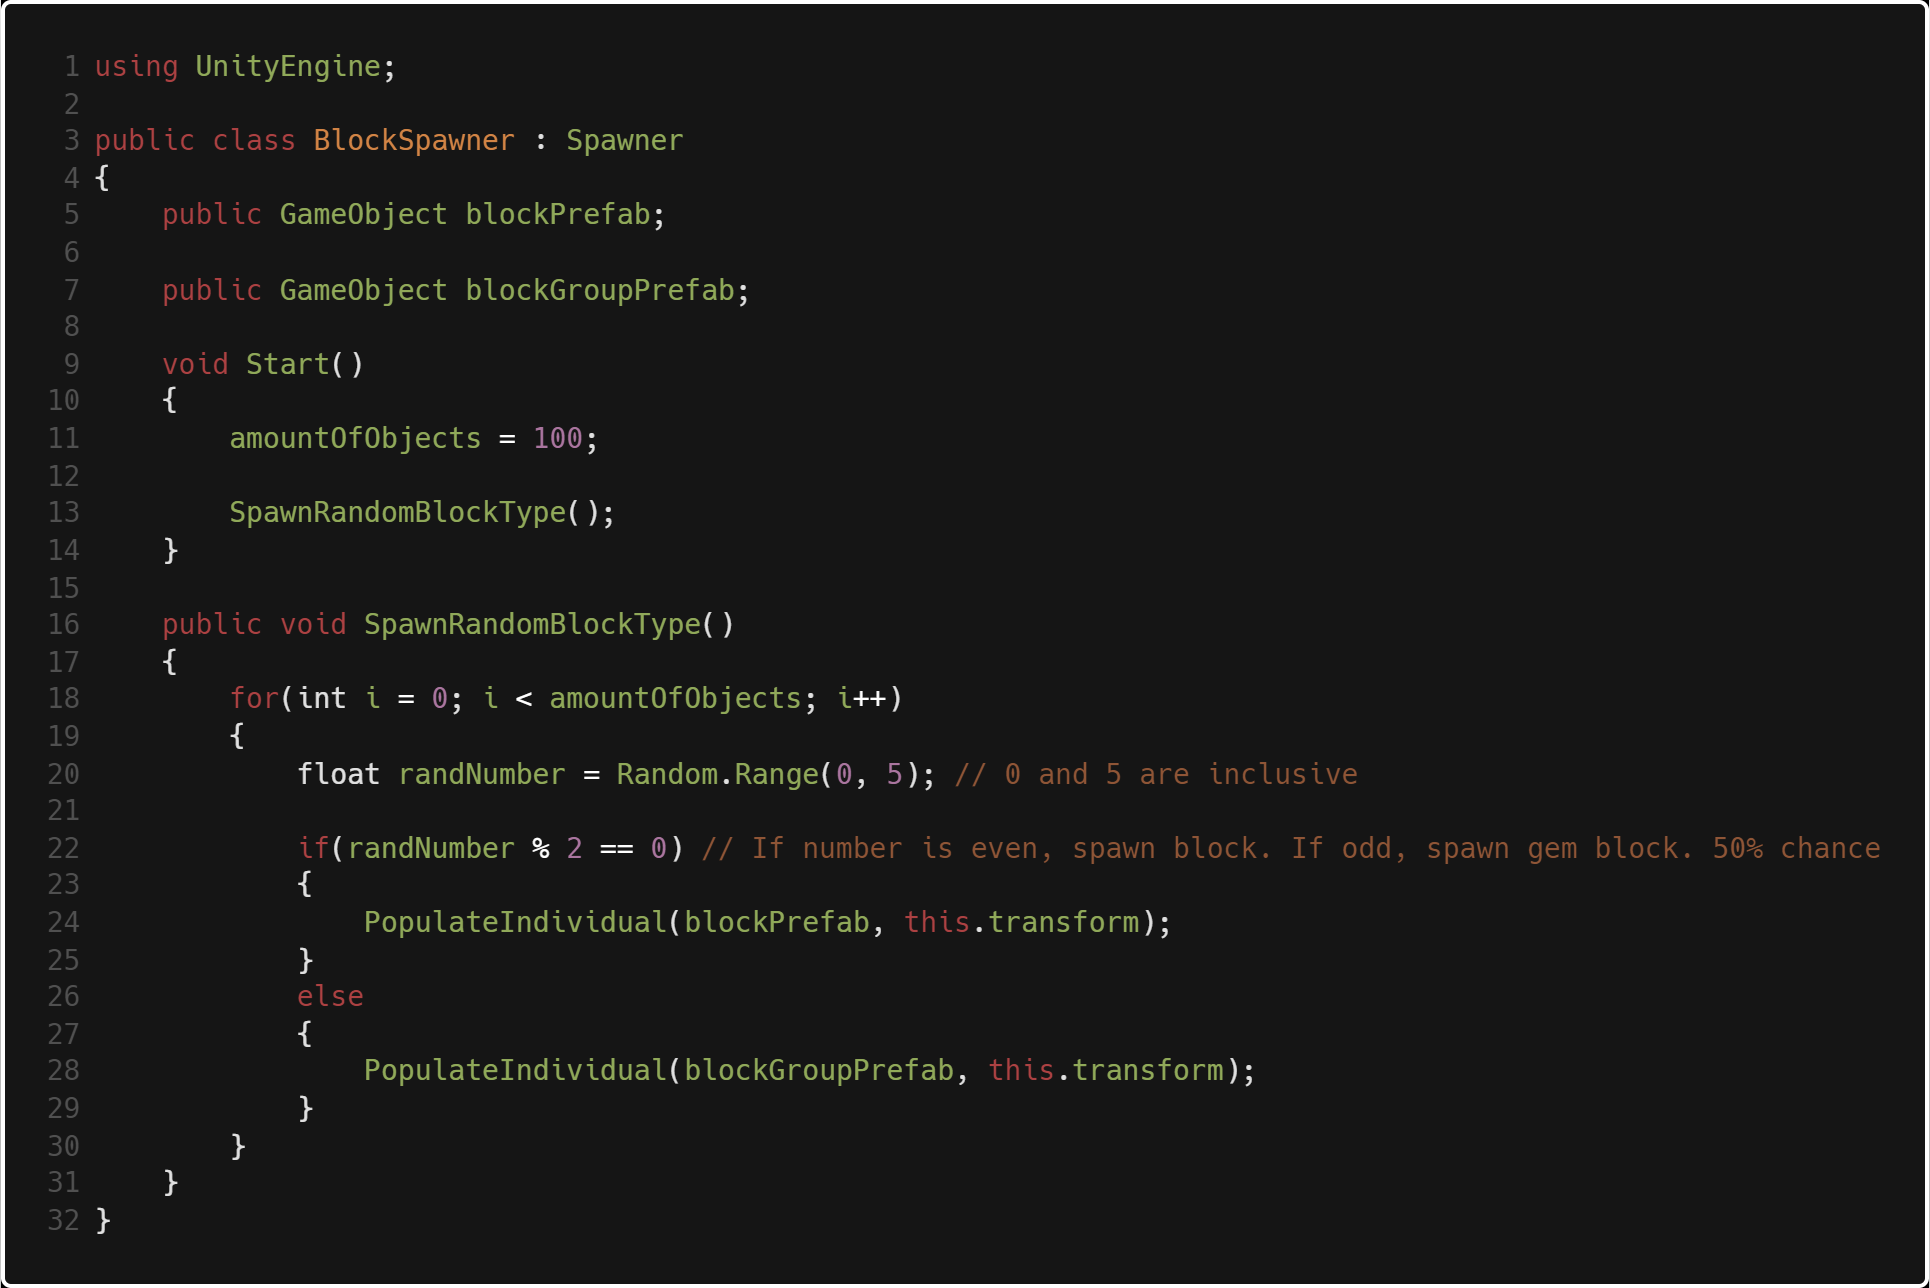 1 using UnityEngine;
2
3 public class BlockSpawner : Spawner
4 {
5     public GameObject blockPrefab;
6
7     public GameObject blockGroupPrefab;
8
9     void Start()
10     {
11         amountOfObjects = 100;
12
13         SpawnRandomBlockType();
14     }
15
16     public void SpawnRandomBlockType()
17     {
18         for(int i = 0; i < amountOfObjects; i++)
19         {
20             float randNumber = Random.Range(0, 5); // 0 and 5 are inclusive
21
22             if(randNumber % 2 == 0) // If number is even, spawn block. If odd, spawn gem block. 50% chance
23             {
24                 PopulateIndividual(blockPrefab, this.transform);
25             }
26             else
27             {
28                 PopulateIndividual(blockGroupPrefab, this.transform);
29             }
30         }
31     }
32 }